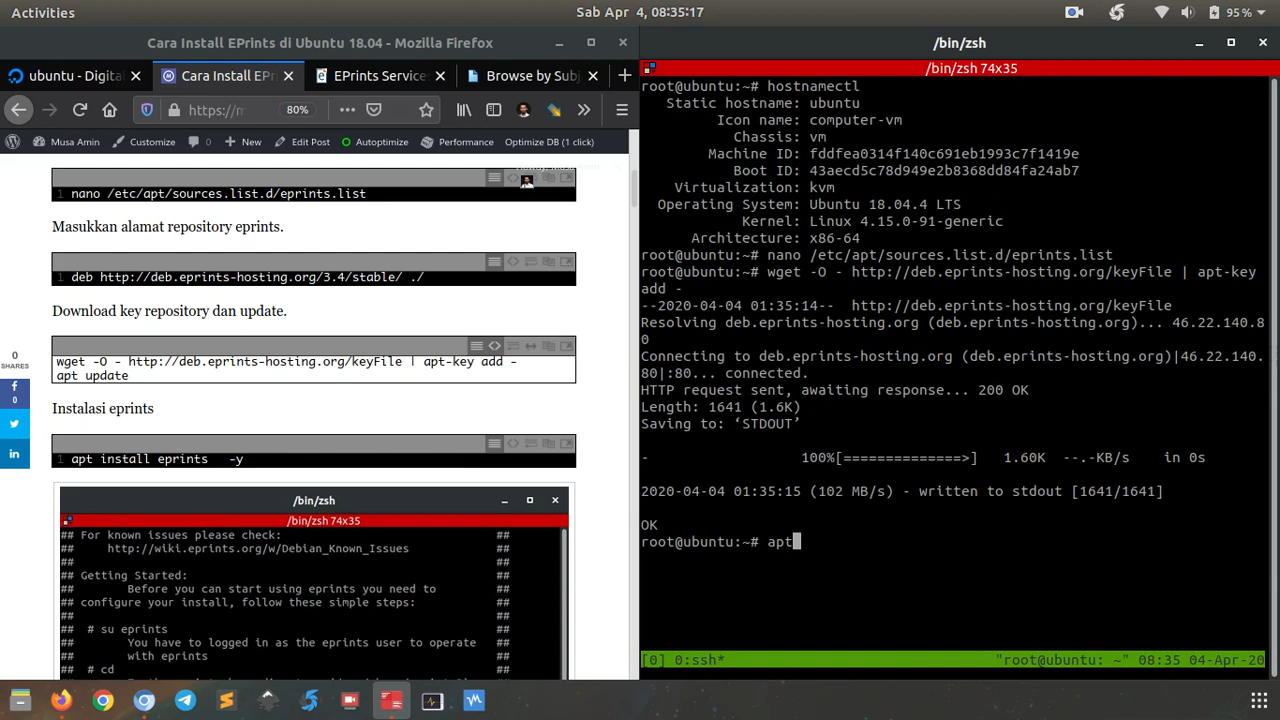 Activities
Sab Apr 4, 08:35:17
95 %
Cara Install EPrints di Ubuntu 18.04 - Mozilla Firefox
ubuntu - Digital
Cara Install EPri
EPrints Service
Browse by Subj
https://m
80%
Musa Amin
Customize
0
New
Edit Post
Autoptimize
Performance
Optimize DB (1 click)
1 nano /etc/apt/sources.list.d/eprints.list
Masukkan alamat repository eprints.
1 deb http://deb.eprints-hosting.org/3.4/stable/ ./
Download key repository dan update.
wget -O - http://deb.eprints-hosting.org/keyFile | apt-key add -
apt update
0
SHARES
0
Instalasi eprints
1 apt install eprints -y
/bin/zsh
/bin/zsh 74x35
## For known issues please check: ##
## http://wiki.eprints.org/w/Debian_Known_Issues ##
## ##
## Getting Started: ##
## Before you can start using eprints you need to ##
## configure your install, follow these simple steps: ##
## ##
## # su eprints ##
## You have to logged in as the eprints user to operate ##
## with eprints ##
## # cd ##
/bin/zsh
/bin/zsh 74x35
root@ubuntu:~# hostnamectl
Static hostname: ubuntu
Icon name: computer-vm
Chassis: vm
Machine ID: fddfea0314f140c691eb1993c7f1419e
Boot ID: 43aecd5c78d949e2b8368dd84fa24ab7
Virtualization: kvm
Operating System: Ubuntu 18.04.4 LTS
Kernel: Linux 4.15.0-91-generic
Architecture: x86-64
root@ubuntu:~# nano /etc/apt/sources.list.d/eprints.list
root@ubuntu:~# wget -O - http://deb.eprints-hosting.org/keyFile | apt-key
add -
--2020-04-04 01:35:14-- http://deb.eprints-hosting.org/keyFile
Resolving deb.eprints-hosting.org (deb.eprints-hosting.org)... 46.22.140.8
0
Connecting to deb.eprints-hosting.org (deb.eprints-hosting.org)|46.22.140.
80|:80... connected.
HTTP request sent, awaiting response... 200 OK
Length: 1641 (1.6K)
Saving to: ‘STDOUT’
- 100%[==============>] 1.60K --.-KB/s in 0s
2020-04-04 01:35:15 (102 MB/s) - written to stdout [1641/1641]
OK
root@ubuntu:~# apt
[0] 0:ssh* "root@ubuntu: ~" 08:35 04-Apr-20